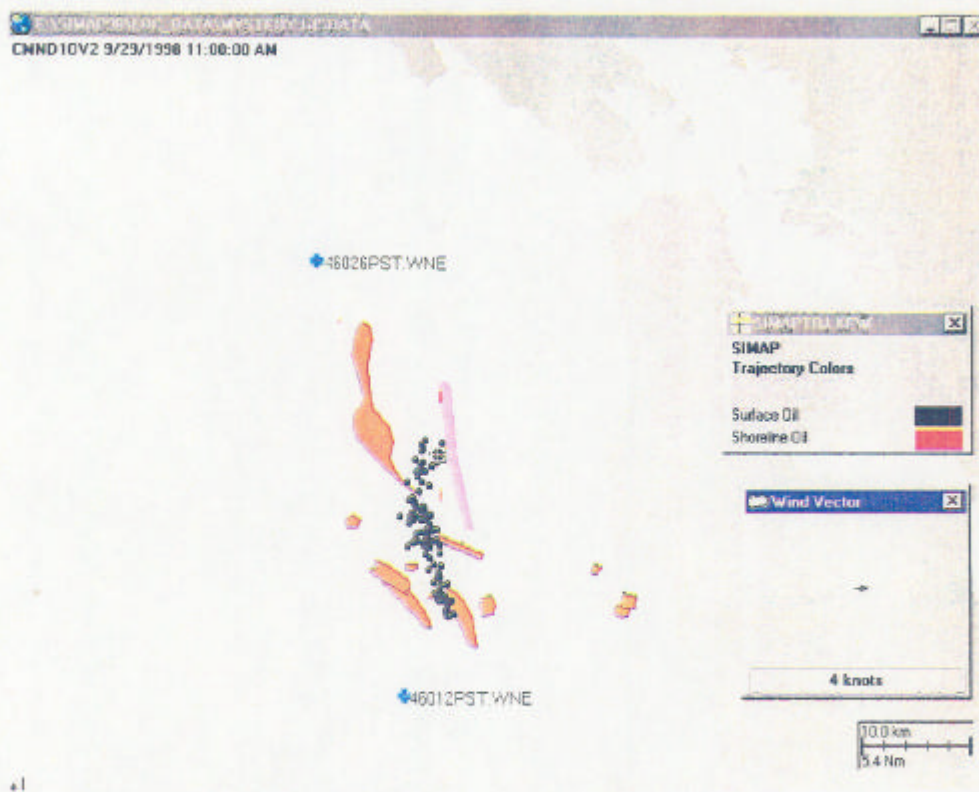 CMND10V2 9/29/1998 11:00:00 AM
46026PST.WNE
SIMAP
Trajectory Colors
Surface Oil
Shoreline Oil
Wind Vector
4 knots
46012PST.WNE
10.0 km
5.4 Nm